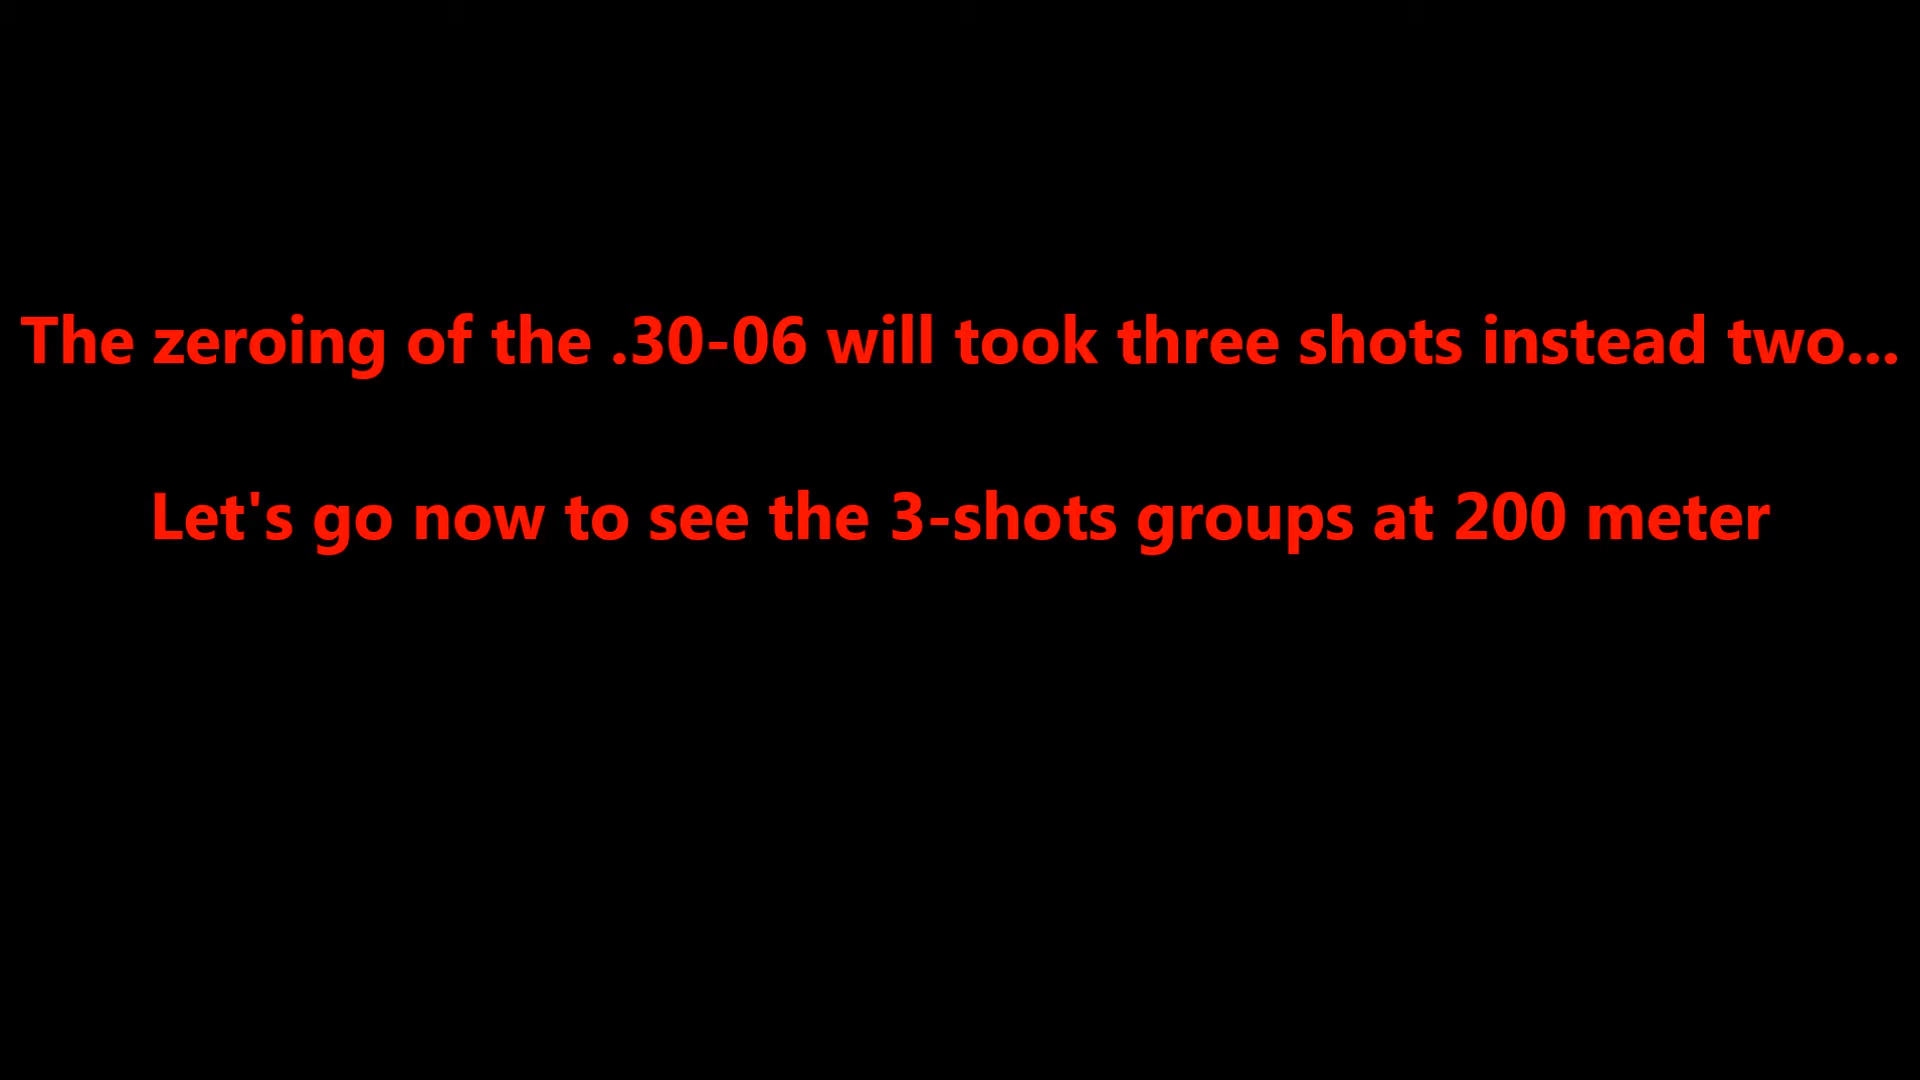 The zeroing of the .30-06 will took three shots instead two...
Let's go now to see the 3-shots groups at 200 meter